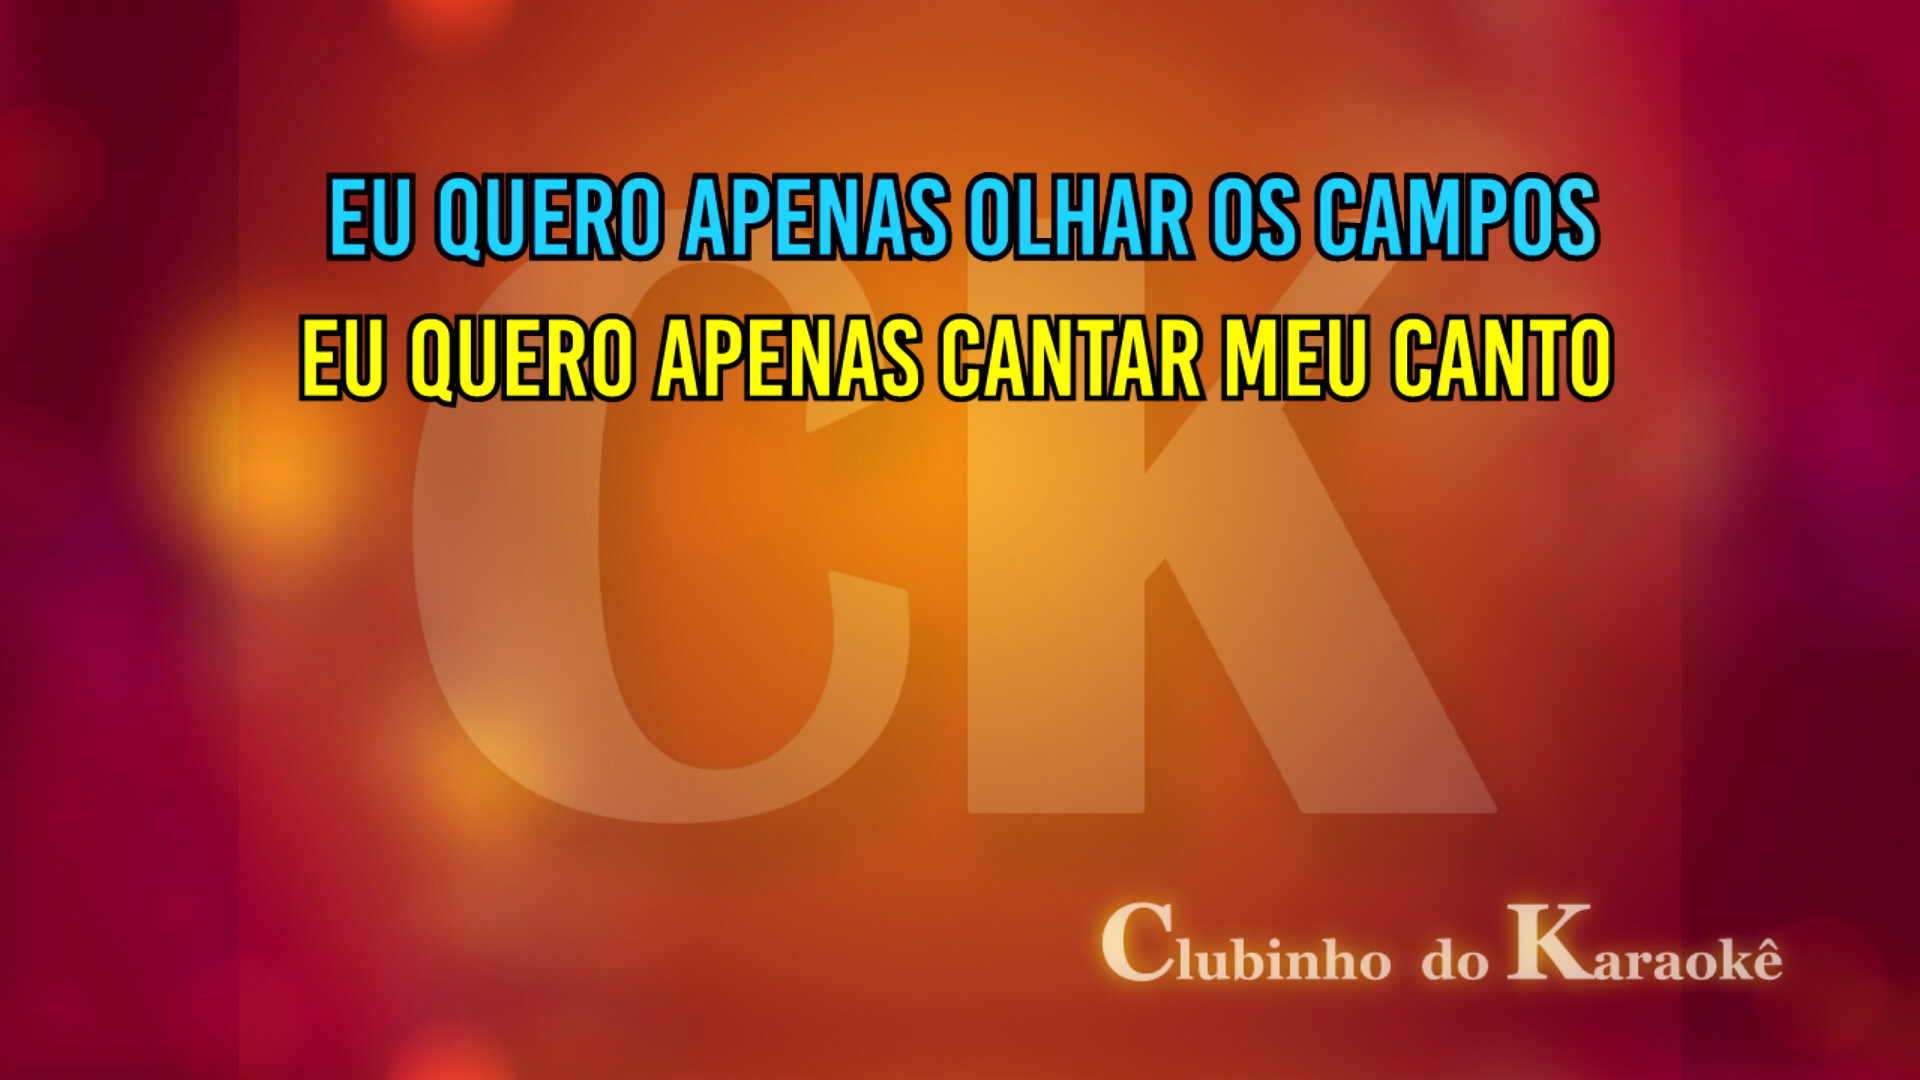 EU QUERO APENAS OLHAR OS CAMPOS
EU QUERO APENAS CANTAR MEU CANTO
CK
Clubinho do Karaokê